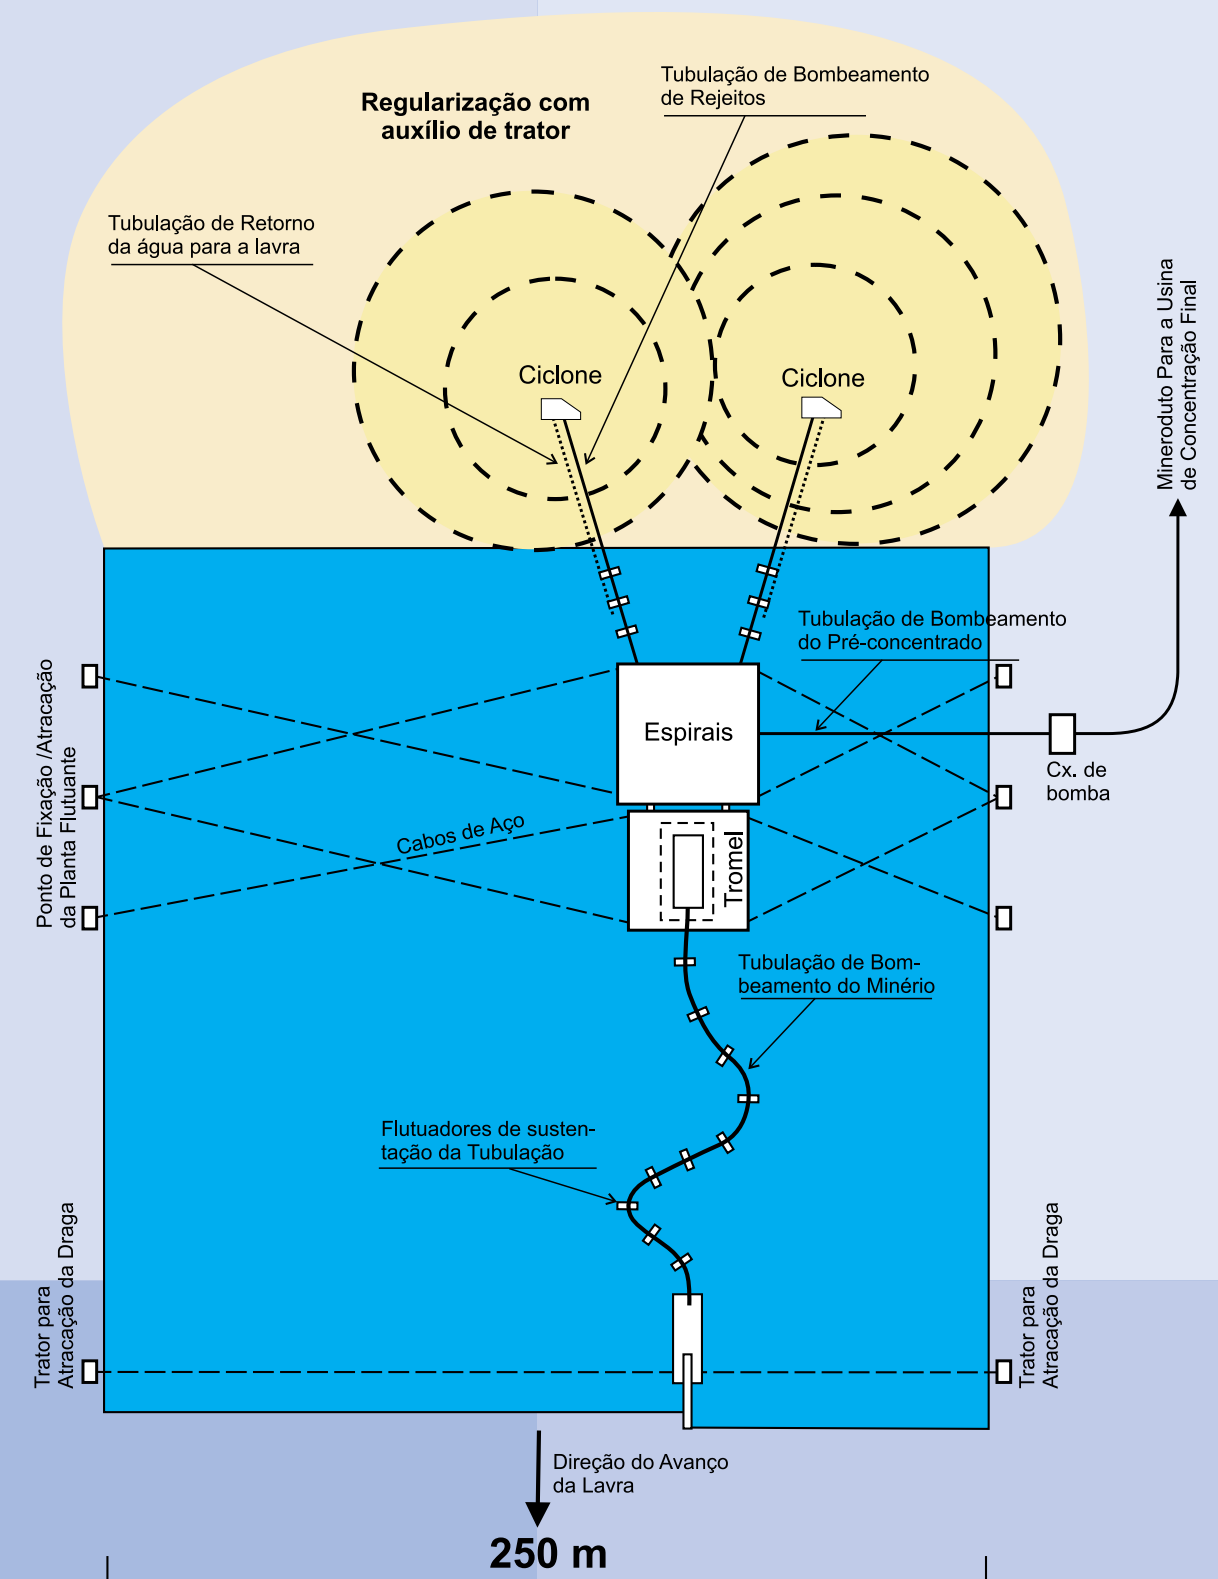 Tubulação de Bombeamento
de Rejeitos
Regularização com
auxílio de trator
Tubulação de Retorno
da água para a lavra
Ciclone
Ciclone
Mineroduto Para a Usina
de Concentração Final
Tubulação de Bombeamento
do Pré-concentrado
Ponto de Fixação /Atracação
da Planta Flutuante
Espirais
Cx. de
bomba
Cabos de Aço
Tromel
Tubulação de Bom-
beamento do Minério
Flutuadores de susten-
tação da Tubulação
Trator para
Atracação da Draga
Trator para
Atracação da Draga
Direção do Avanço
da Lavra
250 m